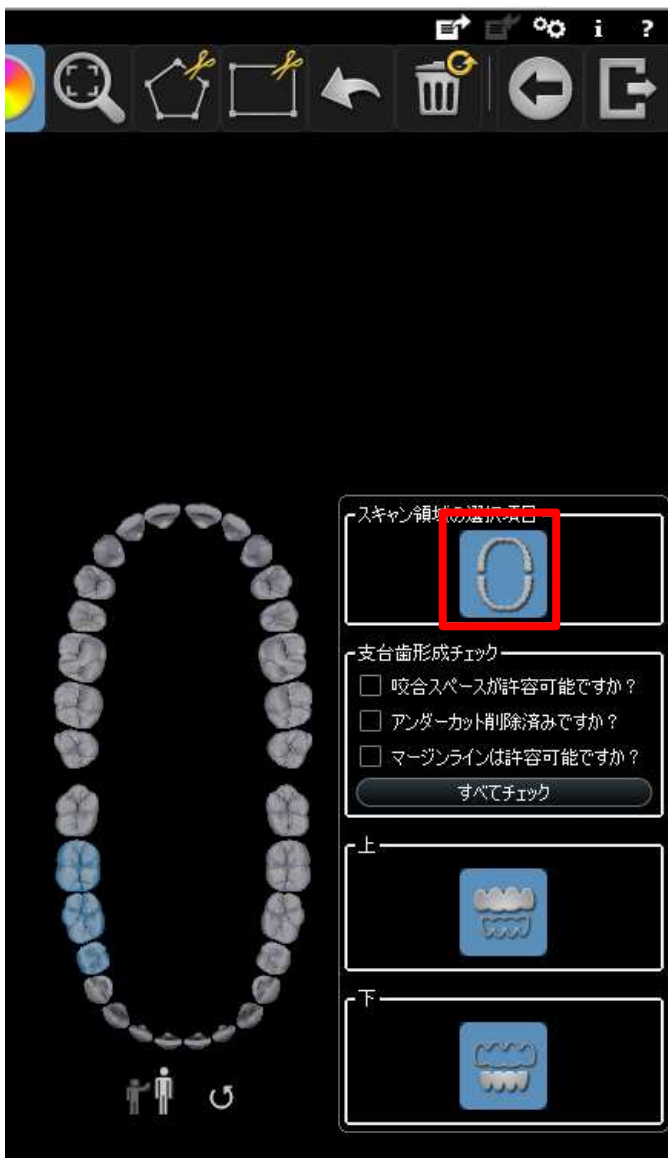 i ?
スキャン領域の選択項目
支台歯形成チェック
咬合スペースが許容可能ですか?
アンダーカット削除済みですか?
マージンラインは許容可能ですか?
すべてチェック
上
下